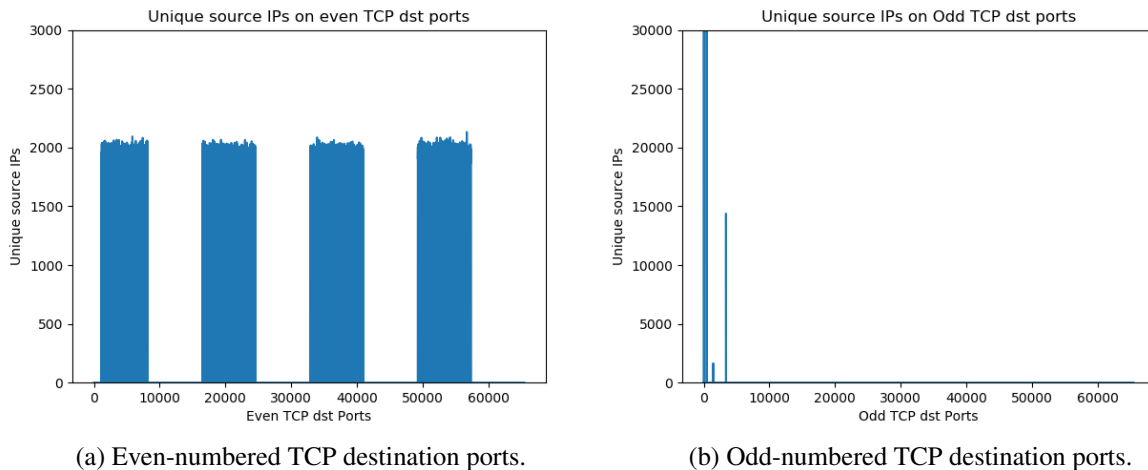 Unique source IPs on even TCP dst ports
3000
2500
2000
1500
1000
500
0
Unique source IPs
0 10000 20000 30000 40000 50000 60000
Even TCP dst Ports
(a) Even-numbered TCP destination ports.
Unique source IPs on Odd TCP dst ports
30000
25000
20000
15000
10000
5000
0
Unique source IPs
0 10000 20000 30000 40000 50000 60000
Odd TCP dst Ports
(b) Odd-numbered TCP destination ports.